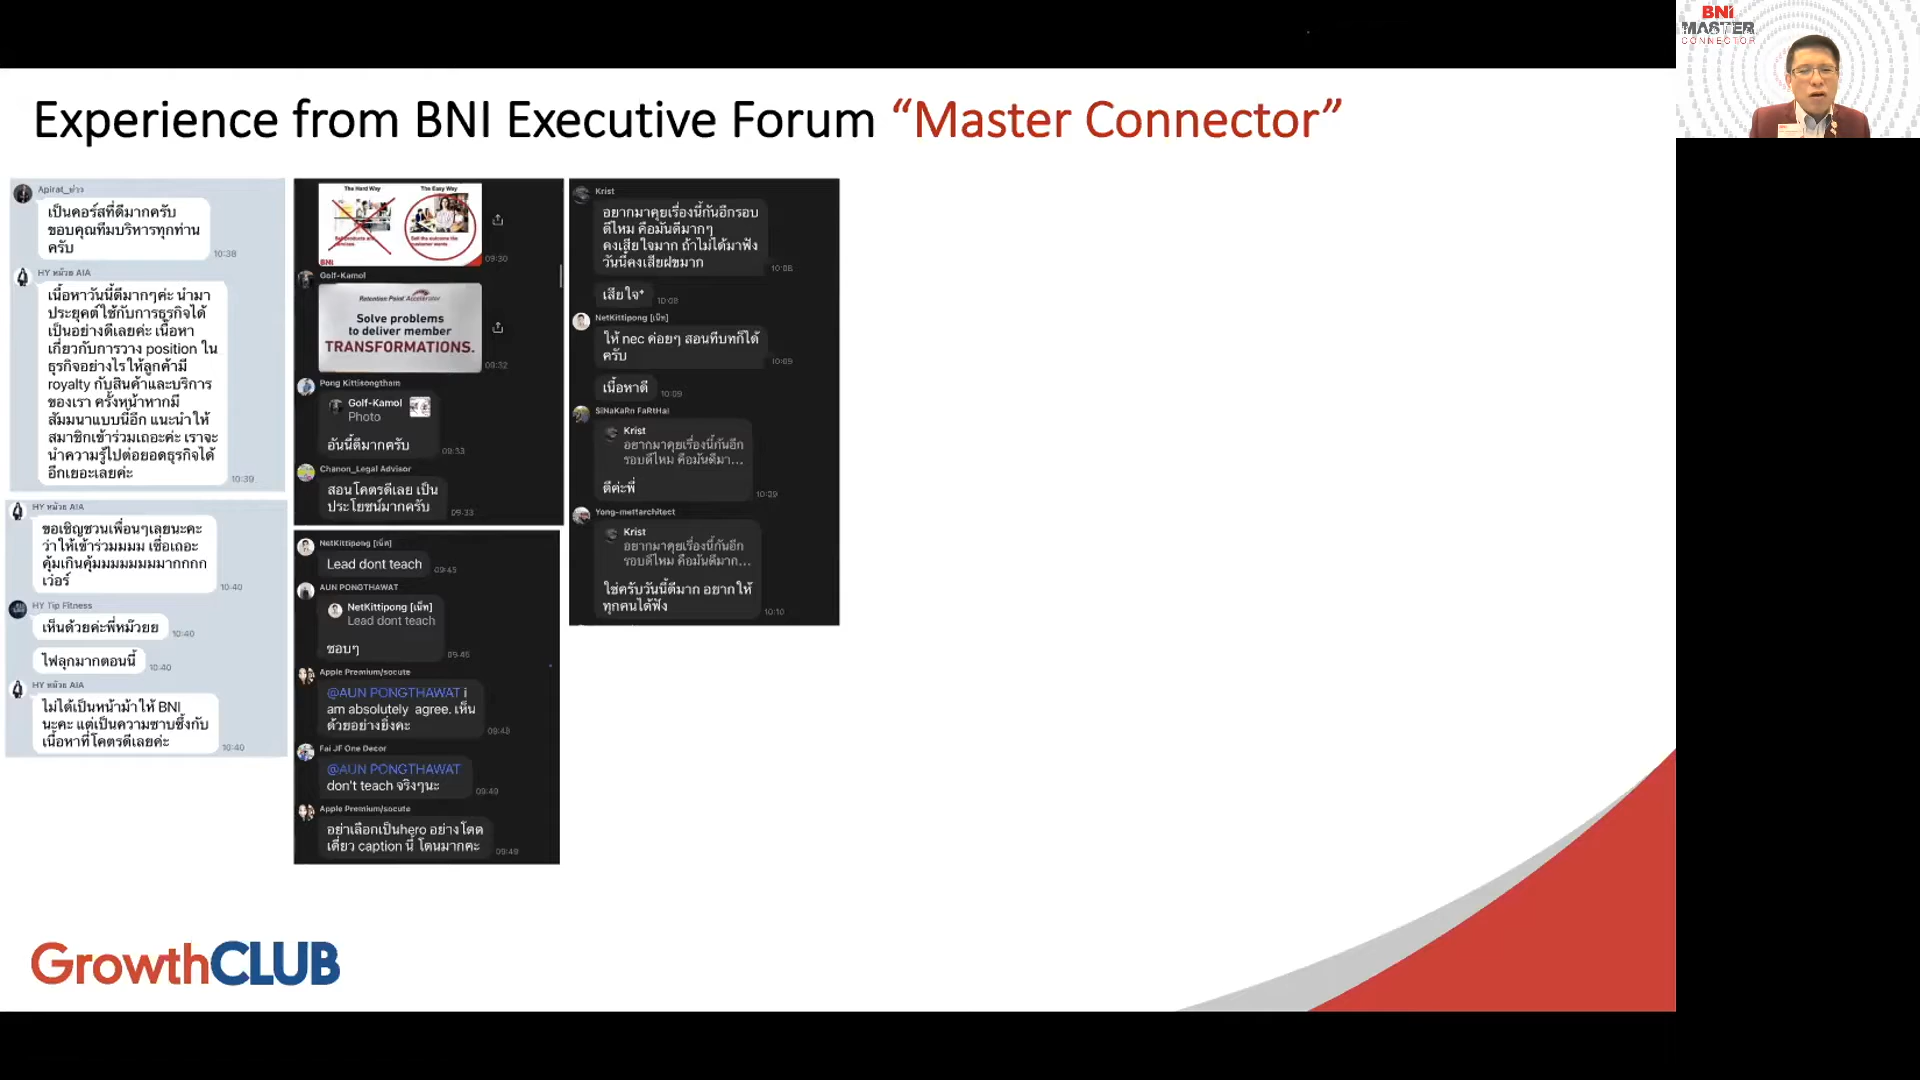 Experience from BNI Executive Forum “Master Connector”
Apirat_ข่าว
เป็นคอร์สที่ดีมากครับ
ขอบคุณทีมบริหารทุกท่าน
ครับ
10:38
HY หม้วย AIA
เนื้อหาวันนี้ดีมากๆค่ะ นำมา
ประยุคต์ใช้กับการธุรกิจได้
เป็นอย่างดีเลยค่ะ เนื้อหา
เกี่ยวกับการวาง position ใน
ธุรกิจอย่างไรให้ลูกค้ามี
royalty กับสินค้าและบริการ
ของเรา ครั้งหน้าหากมี
สัมมนาแบบนี้อีก แนะนำให้
สมาชิกเข้าร่วมเถอะค่ะ เราจะ
นำความรู้ไปต่อยอดธุรกิจได้
อีกเยอะเลยค่ะ
10:39
HY หม้วย AIA
ขอเชิญชวนเพื่อนๆเลยนะคะ
ว่าให้เข้าร่วมมมม เชื่อเถอะ
คุ้มเกินคุ้มมมมมมมมากกกก
เว่อร์
10:40
HY Tip Fitness
เห็นด้วยค่ะพี่หม๊วยย
10:40
ไฟลุกมากตอนนี้
10:40
HY หม้วย AIA
ไม่ได้เป็นหน้าม้าให้ BNI
นะคะ แต่เป็นความซาบซึ้งกับ
เนื้อหาที่โคตรดีเลยค่ะ
10:40
The Hard Way
The Easy Way
BNI
09:30
Golf-Kamol
Retention Point Accelerator
Solve problems
to deliver member
TRANSFORMATIONS.
09:32
Pong Kittisongtham
Golf-Kamol
Photo
อันนี้ดีมากครับ
09:33
Chanon_Legal Advisor
สอนโคตรดีเลย เป็น
ประโยชน์มากครับ
09:33
NetKittipong [เน็ท]
Lead dont teach
09:45
AUN PONGTHAWAT
NetKittipong [เน็ท]
Lead dont teach
ชอบๆ
09:45
Apple Premium/socute
@AUN PONGTHAWAT i
am absolutely agree. เห็น
ด้วยอย่างยิ่งคะ
09:48
Fai JF One Decor
@AUN PONGTHAWAT
don't teach จริงๆนะ
09:49
Apple Premium/socute
อย่าเลือกเป็นhero อย่างโดด
เดี่ยว caption นี้ โดนมากคะ
09:49
Krist
อยากมาคุยเรื่องนี้กันอีกรอบ
ดีไหม คือมันดีมากๆ
คงเสียใจมาก ถ้าไม่ได้มาฟัง
วันนี้คงเสียฝขมาก
10:08
เสียใจ*
10:08
NetKittipong [เน็ท]
ให้ nec ค่อยๆ สอนทีบทก็ได้
ครับ
10:09
เนื้อหาดี
10:09
SiNaKaRn FaRtHai
Krist
อยากมาคุยเรื่องนี้กันอีก
รอบดีไหม คือมันดีมา...
ดีค่ะพี่
10:09
Yong-mettarchitect
Krist
อยากมาคุยเรื่องนี้กันอีก
รอบดีไหม คือมันดีมาก...
ใช่ครับวันนี้ดีมาก อยากให้
ทุกคนได้ฟัง
10:10
GrowthCLUB
BNI
MASTER
CONNECTOR